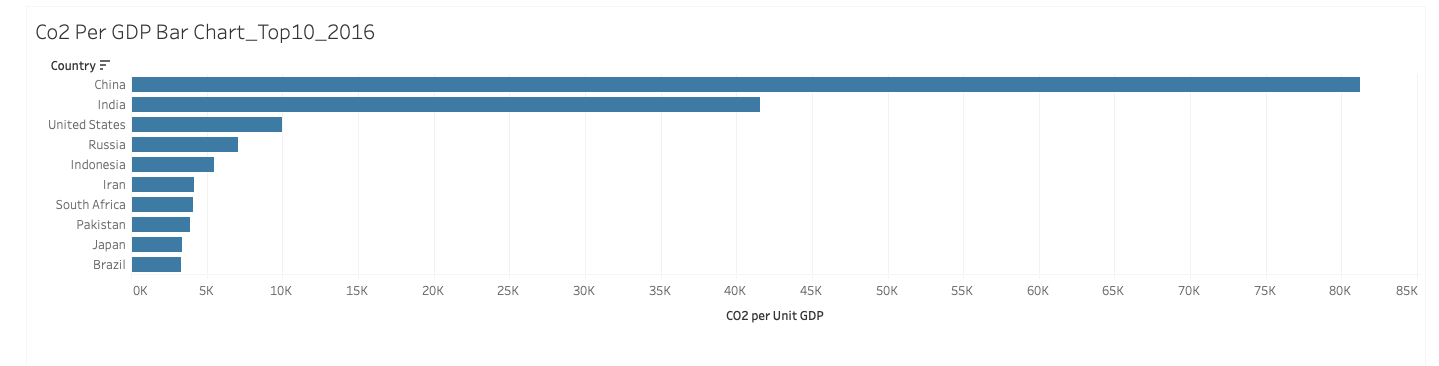 Co2 Per GDP Bar Chart_Top10_2016
Country
China
India
United States
Russia
Indonesia
Iran
South Africa
Pakistan
Japan
Brazil
0K 5K 10K 15K 20K 25K 30K 35K 40K 45K 50K 55K 60K 65K 70K 75K 80K 85K
CO2 per Unit GDP